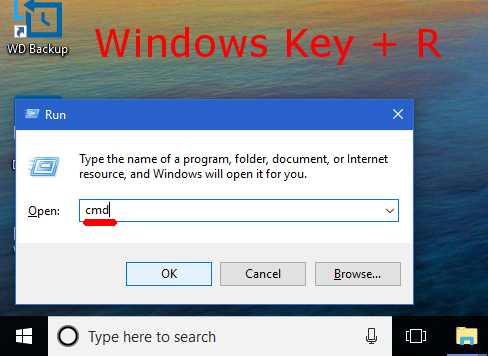 WD Backup
Windows Key + R
Run
Type the name of a program, folder, document, or Internet
resource, and Windows will open it for you.
Open:
cmd
OK
Cancel
Browse...
Type here to search